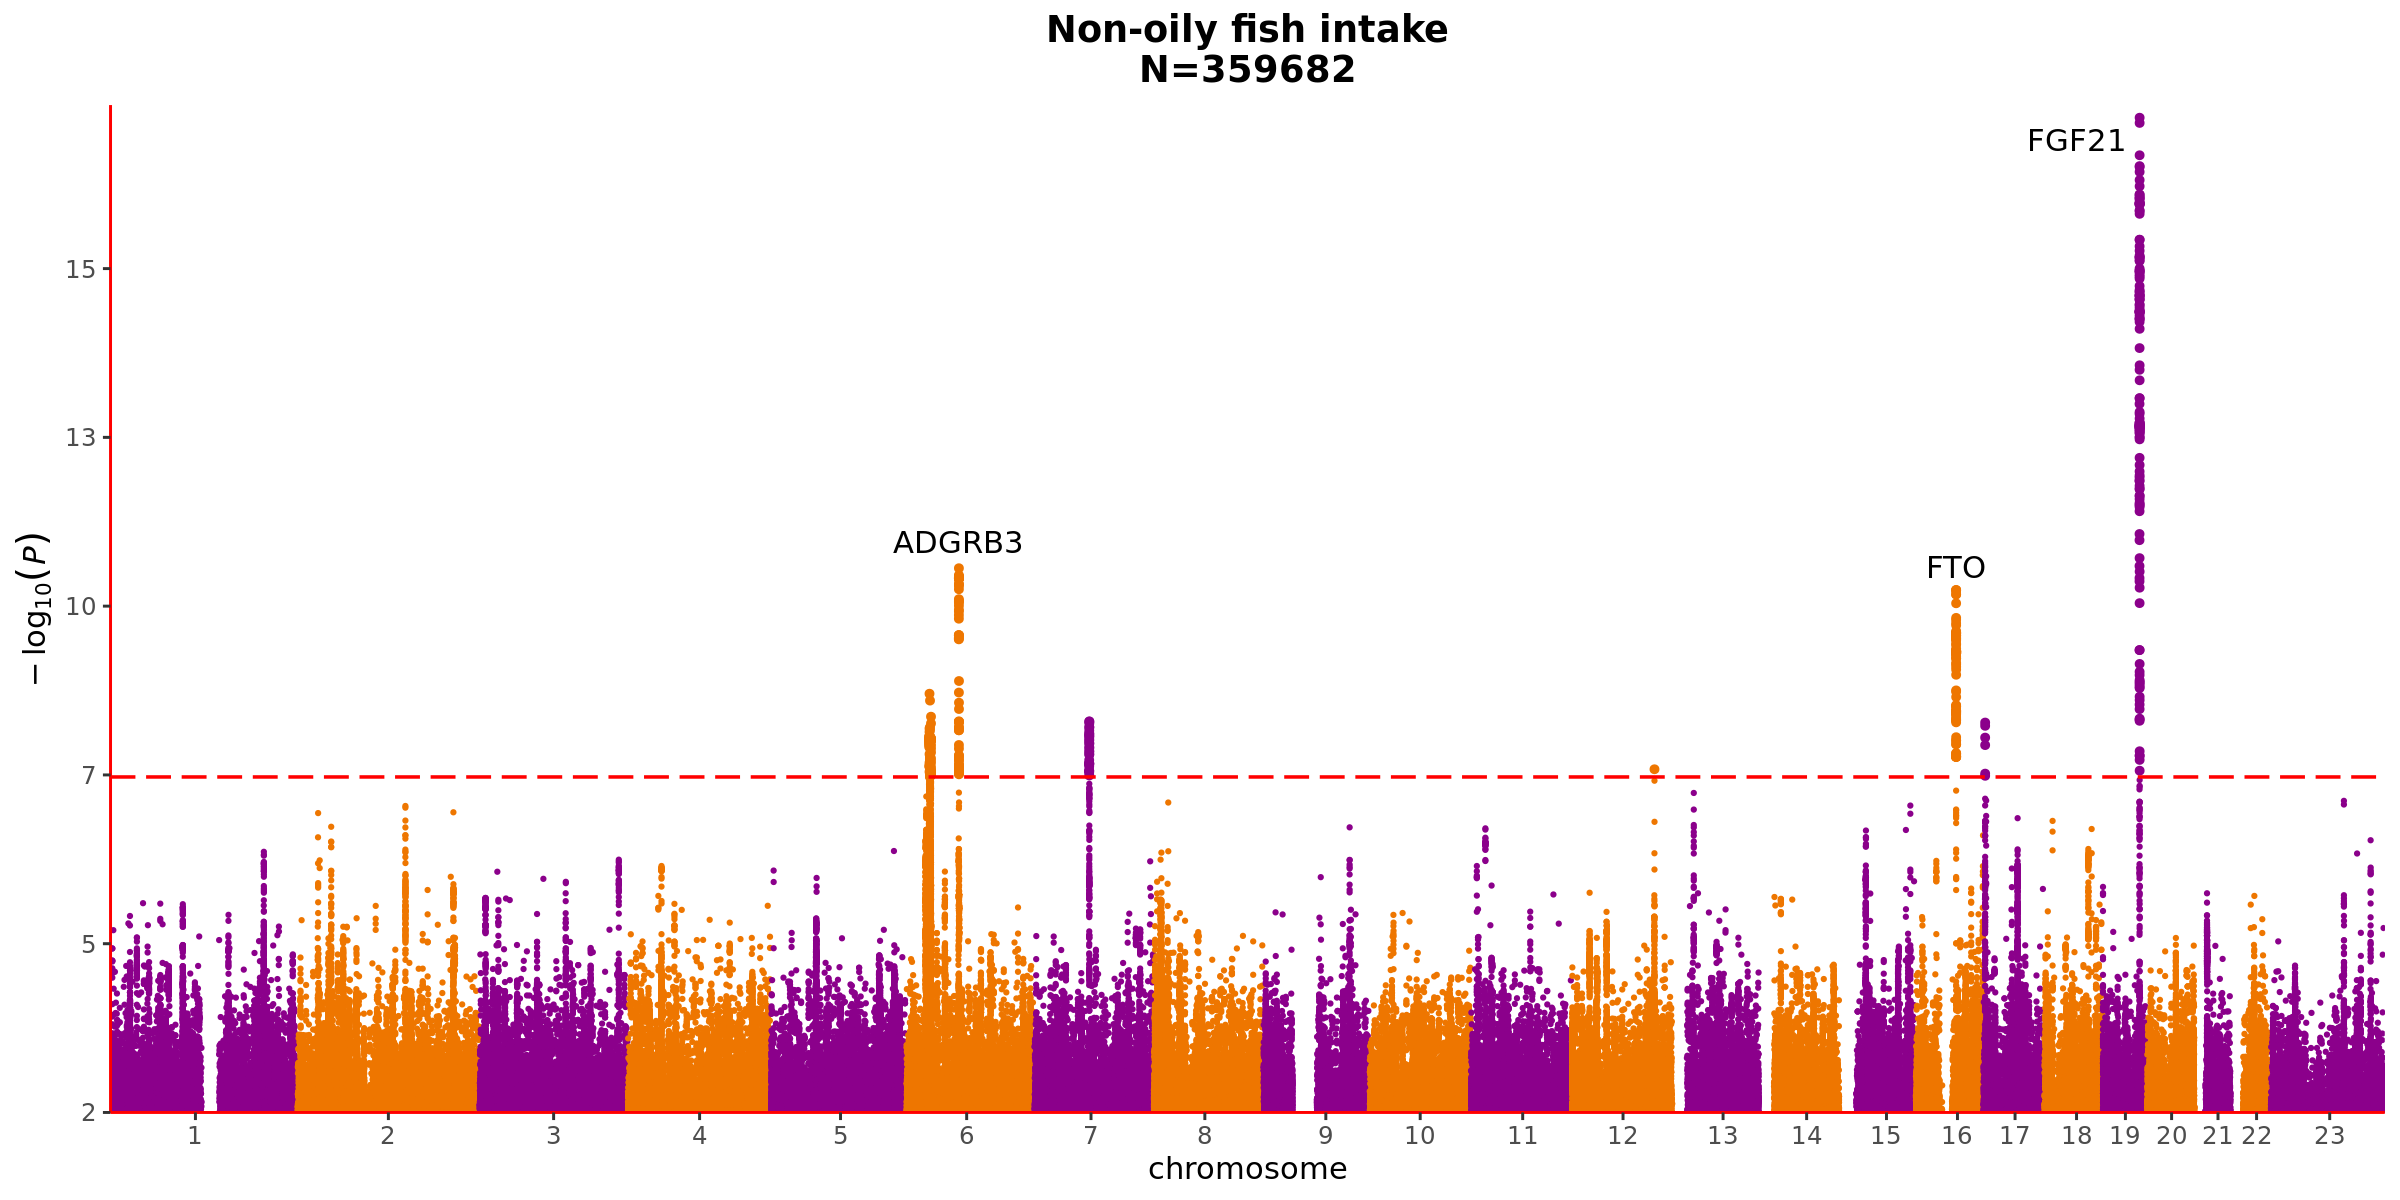 Non-oily fish intake
N=359682
FGF21
ADGRB3
FTO
15
13
10
7
5
2
− log10(P)
1 2 3 4 5 6 7 8 9 10 11 12 13 14 15 16 17 18 19 20 21 22 23
chromosome